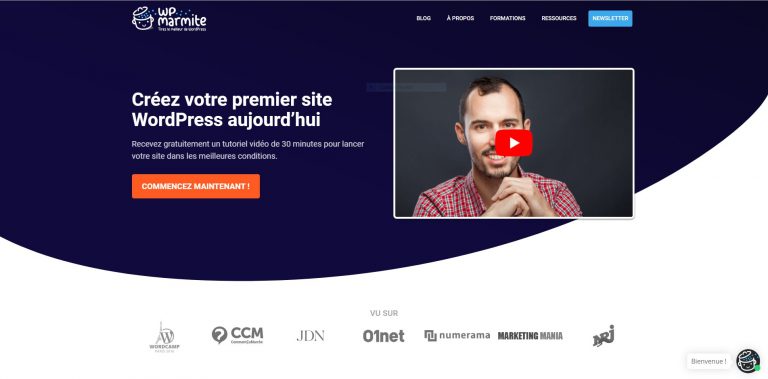 WP
marmite
Tirez le meilleur de WordPress
BLOG
À PROPOS
FORMATIONS
RESSOURCES
NEWSLETTER
Créez votre premier site
WordPress aujourd’hui
Recevez gratuitement un tutoriel vidéo de 30 minutes pour lancer
votre site dans les meilleures conditions.
COMMENCEZ MAINTENANT !
VU SUR
WORDCAMP
PARIS
CCM
CommentCaMarche
JDN
01net
numerama
MARKETING MANIA
NRJ
Bienvenue !